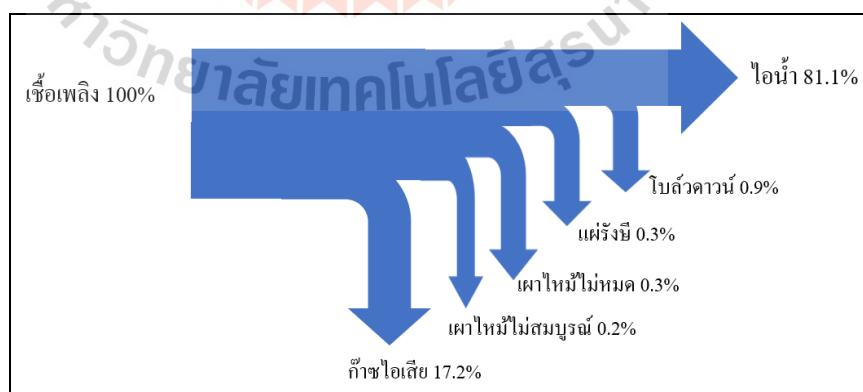 มหาวิทยาลัยเทคโนโลยีสุรนารี
เชื้อเพลิง 100%
ไอน้ำ 81.1%
โบล์วดาวน์ 0.9%
แผ่รังษี 0.3%
เผาไหม้ไม่หมด 0.3%
เผาไหม้ไม่สมบูรณ์ 0.2%
ก๊าซไอเสีย 17.2%